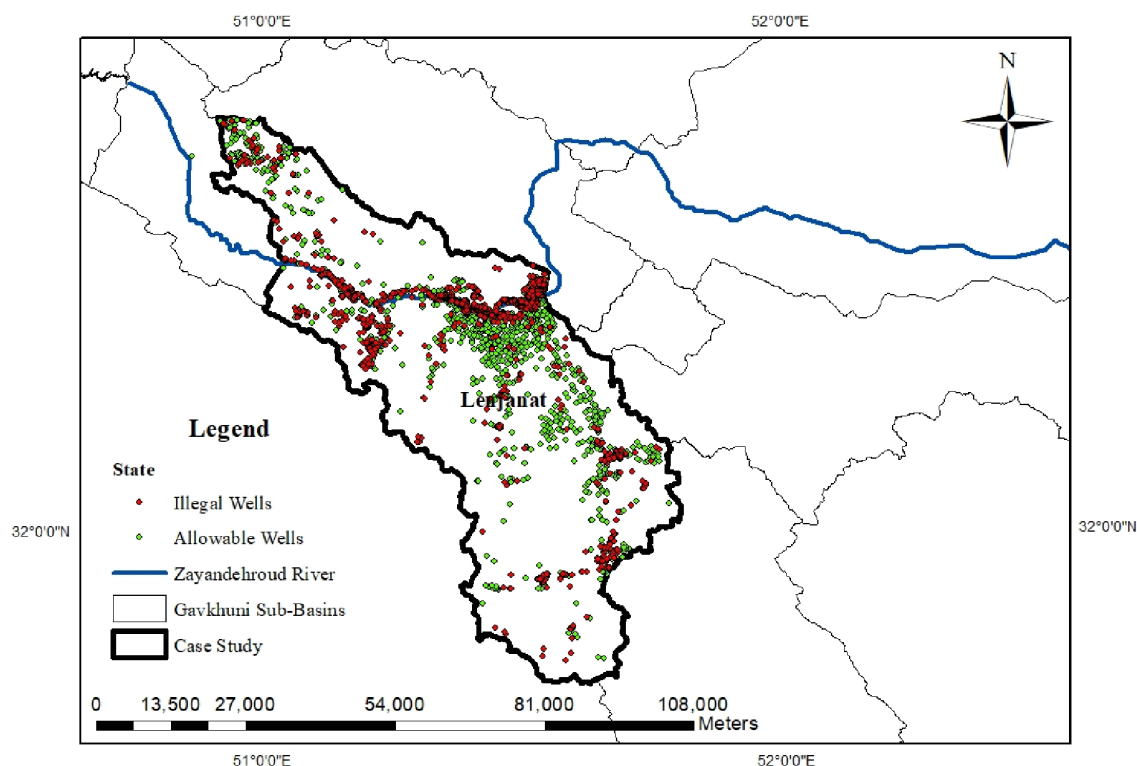 51°0'0"E 52°0'0"E
N
Lenjanat
Legend
State
Illegal Wells
Allowable Wells
32°0'0"N 32°0'0"N
Zayandehroud River
Gavkhuni Sub-Basins
Case Study
0 13,500 27,000 54,000 81,000 108,000
Meters
51°0'0"E 52°0'0"E